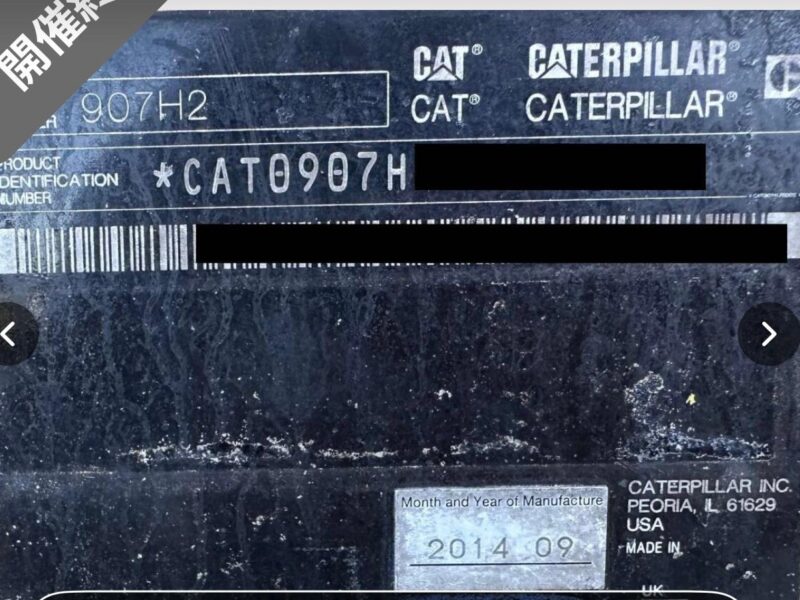 開催
CAT® CATERPILLAR®
907H2
CAT® CATERPILLAR®
PRODUCT
IDENTIFICATION
NUMBER
*CAT0907H
Month and Year of Manufacture
2014 09
CATERPILLAR INC.
PEORIA, IL 61629
USA
MADE IN
UK